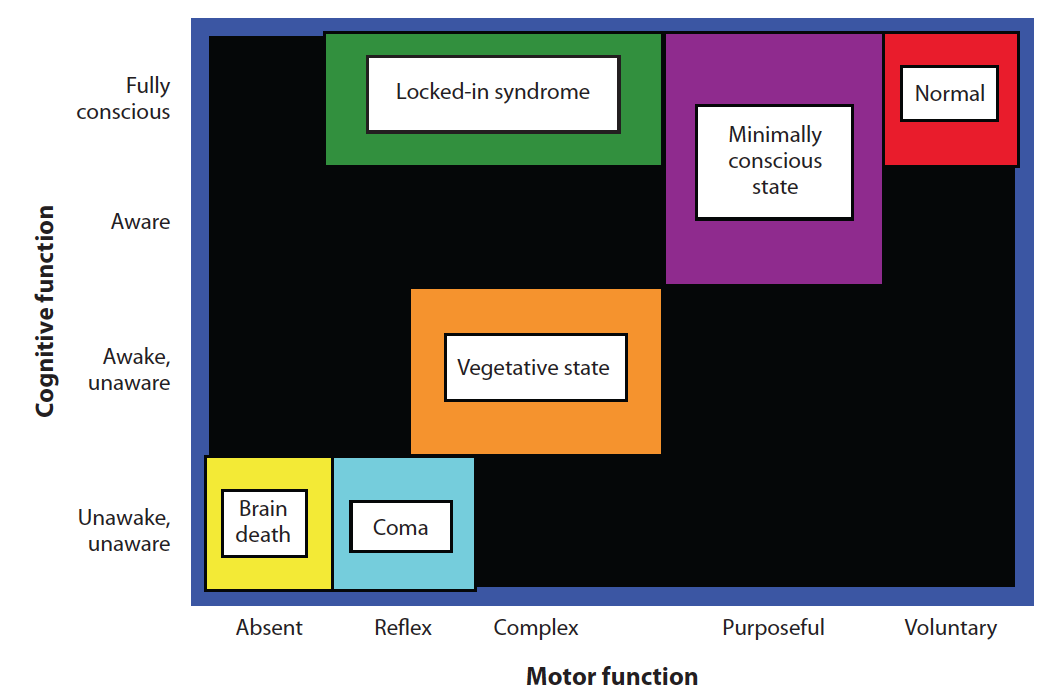 Fully
conscious
Aware
Awake,
unaware
Unawake,
unaware
Cognitive function
Locked-in syndrome
Minimally
conscious
state
Normal
Vegetative state
Brain
death
Coma
Absent
Reflex
Complex
Purposeful
Voluntary
Motor function